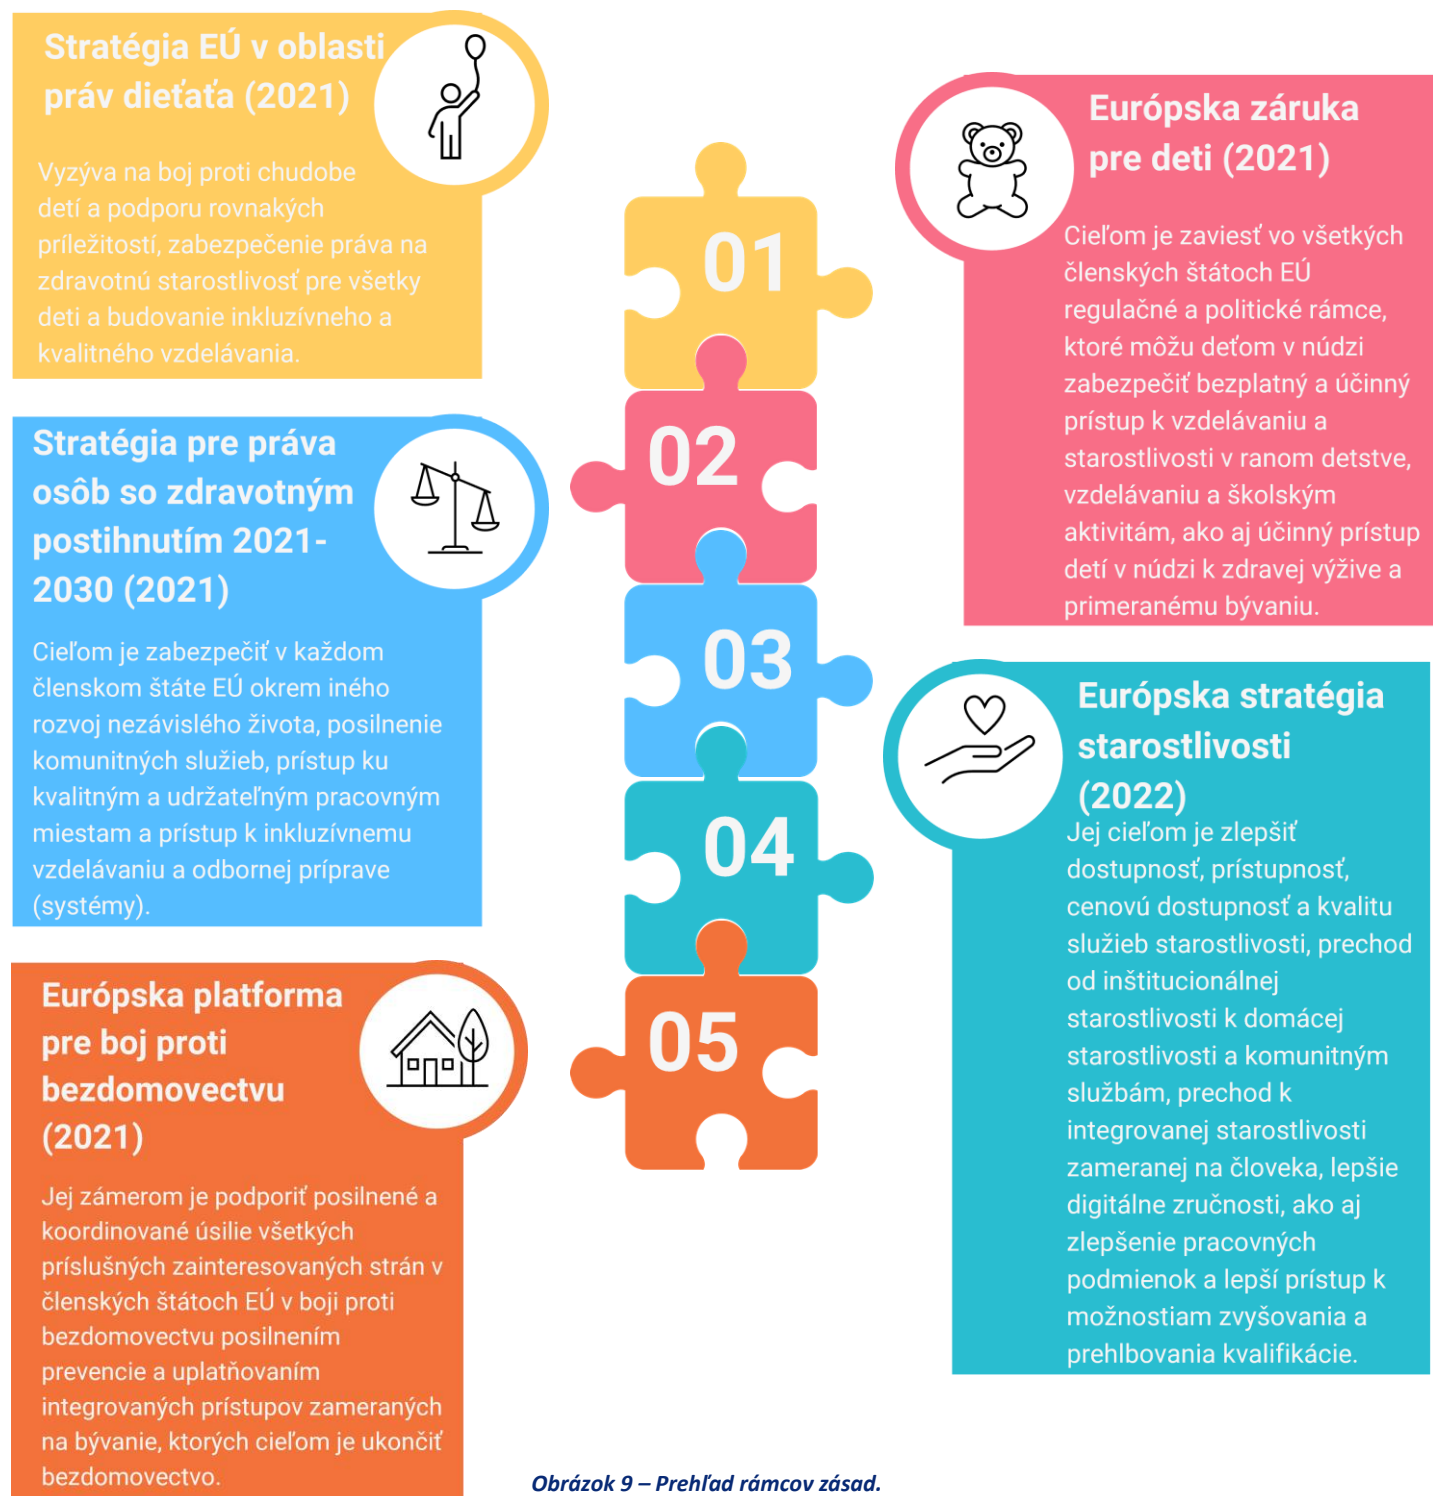 Stratégia EÚ v oblasti
práv dieťaťa (2021)
Vyzýva na boj proti chudobe
detí a podporu rovnakých
príležitostí, zabezpečenie práva na
zdravotnú starostlivosť pre všetky
deti a budovanie inkluzívneho a
kvalitného vzdelávania.
01
Európska záruka
pre deti (2021)
Cieľom je zaviesť vo všetkých
členských štátoch EÚ
regulačné a politické rámce,
ktoré môžu deťom v núdzi
zabezpečiť bezplatný a účinný
prístup k vzdelávaniu a
starostlivosti v ranom detstve,
vzdelávaniu a školským
aktivitám, ako aj účinný prístup
detí v núdzi k zdravej výžive a
primeranému bývaniu.
02
Stratégia pre práva
osôb so zdravotným
postihnutím 2021-
2030 (2021)
Cieľom je zabezpečiť v každom
členskom štáte EÚ okrem iného
rozvoj nezávislého života, posilnenie
komunitných služieb, prístup ku
kvalitným a udržateľným pracovným
miestam a prístup k inkluzívnemu
vzdelávaniu a odbornej príprave
(systémy).
03
Európska stratégia
starostlivosti
(2022)
Jej cieľom je zlepšiť
dostupnosť, prístupnosť,
cenovú dostupnosť a kvalitu
služieb starostlivosti, prechod
od inštitucionálnej
starostlivosti k domácej
starostlivosti a komunitným
službám, prechod k
integrovanej starostlivosti
zameranej na človeka, lepšie
digitálne zručnosti, ako aj
zlepšenie pracovných
podmienok a lepší prístup k
možnostiam zvyšovania a
prehlbovania kvalifikácie.
04
Európska platforma
pre boj proti
bezdomovectvu
(2021)
Jej zámerom je podporiť posilnené a
koordinované úsilie všetkých
príslušných zainteresovaných strán v
členských štátoch EÚ v boji proti
bezdomovectvu posilnením
prevencie a uplatňovaním
integrovaných prístupov zameraných
na bývanie, ktorých cieľom je ukončiť
bezdomovectvo.
05
Obrázok 9 – Prehľad rámcov zásad.